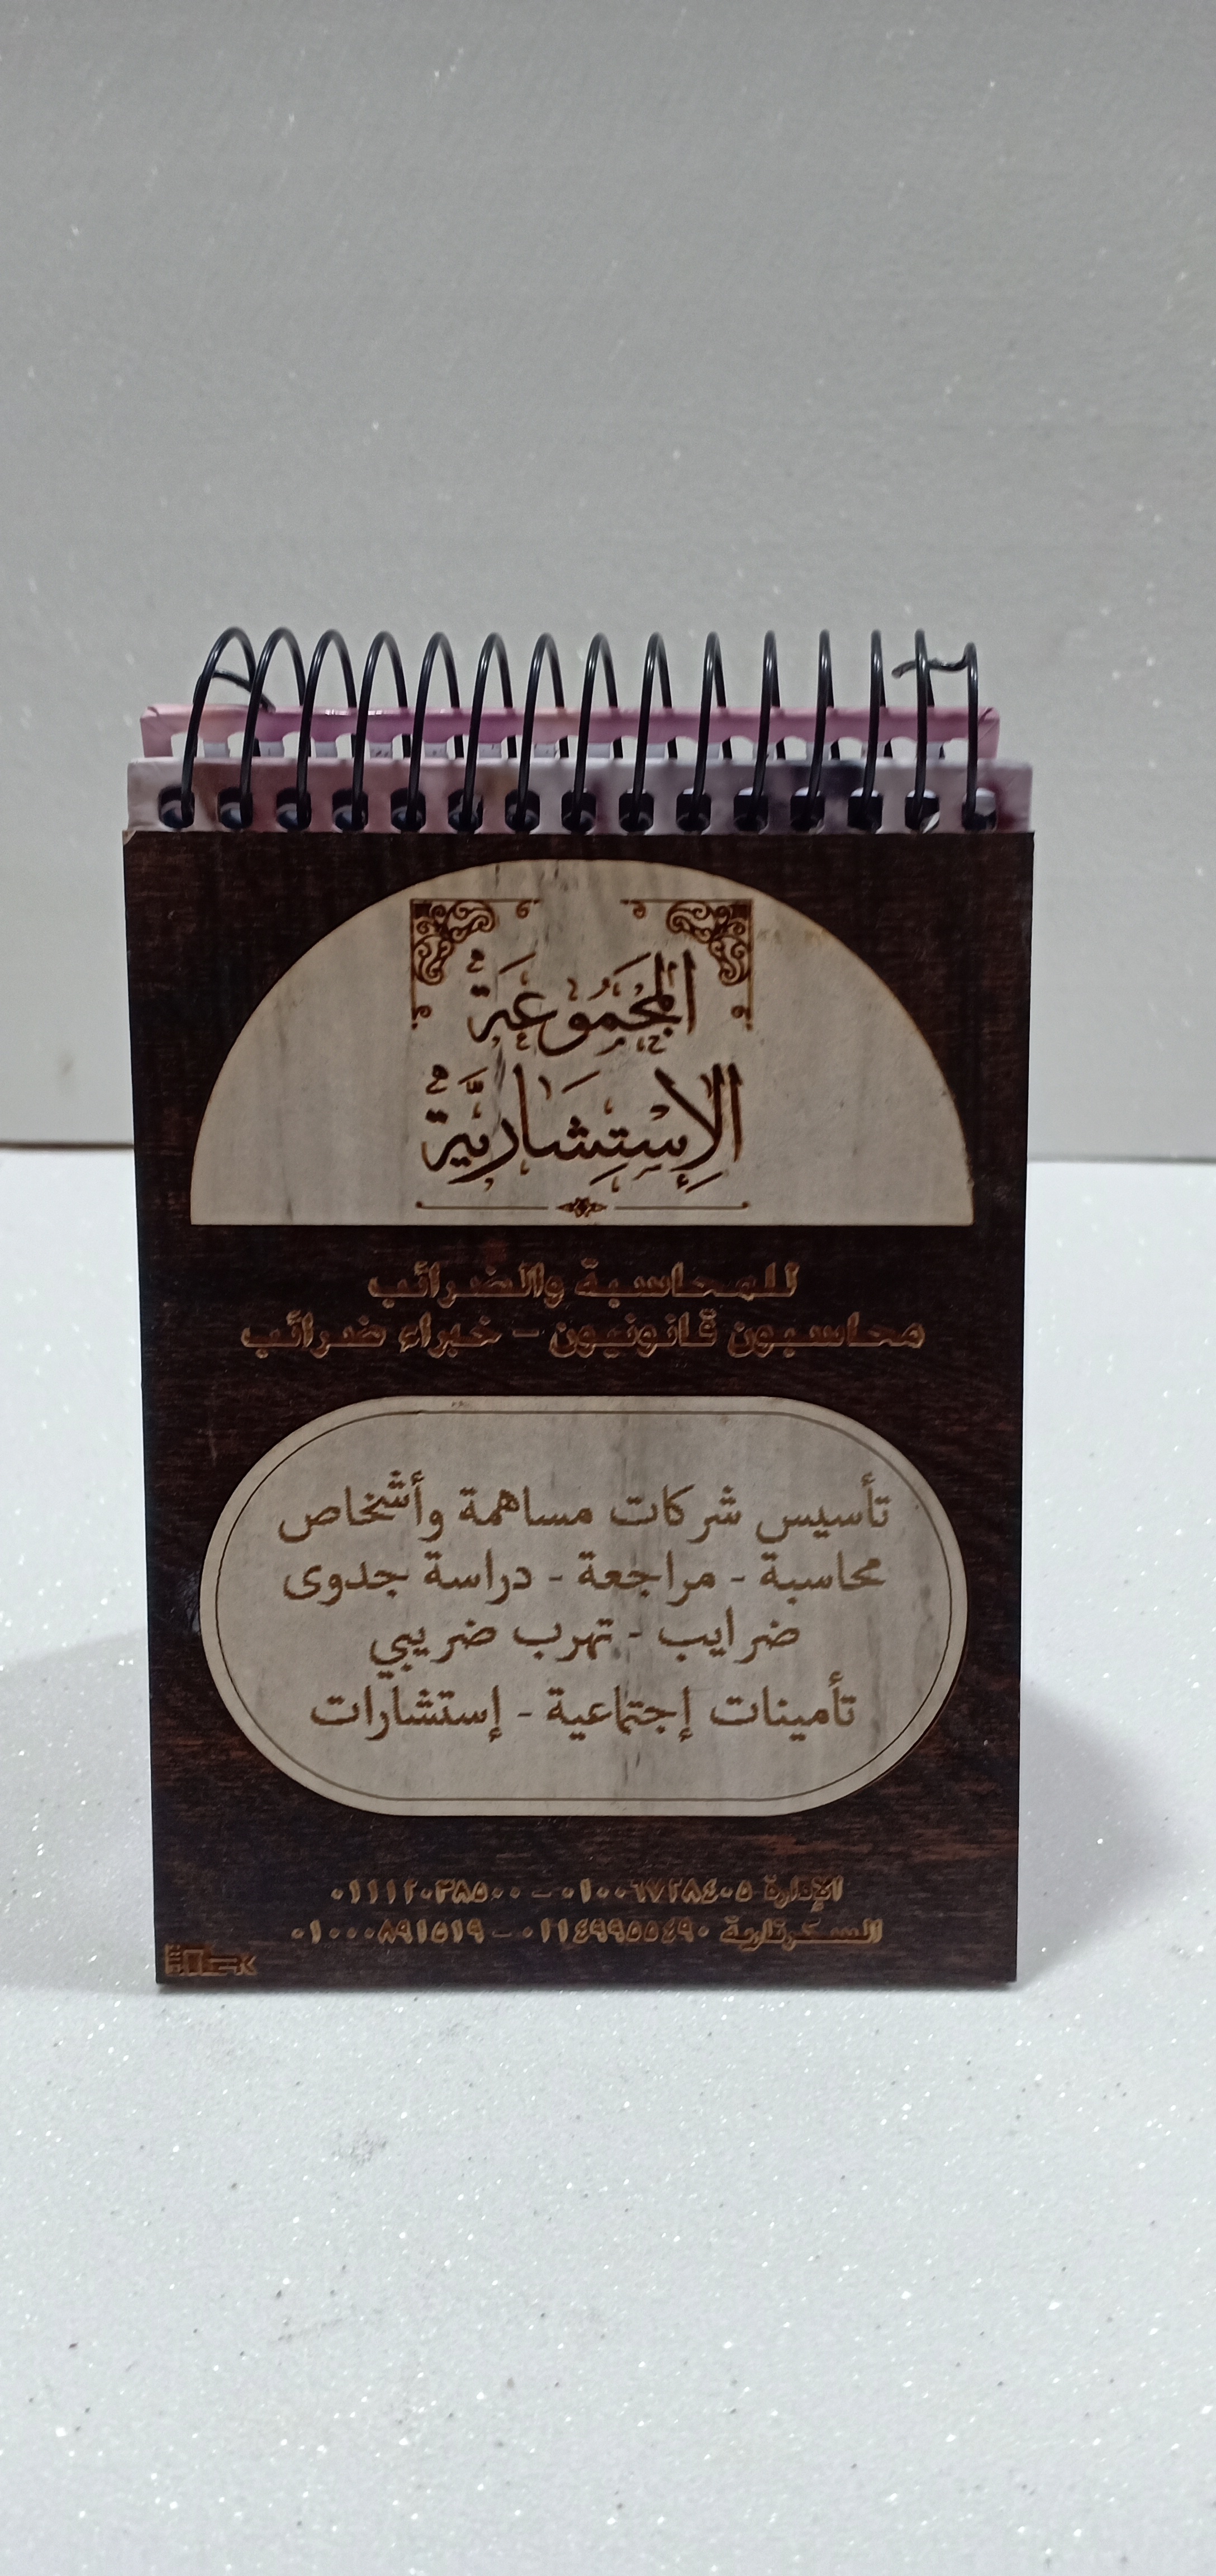 المجموعة
الإستشارية
للمحاسبة والضرائب
محاسبون قانونيون - خبراء ضرائب
تأسيس شركات مساهمة وأشخاص
محاسبة - مراجعة - دراسة جدوى
ضرايب - تهرب ضريبي
تأمينات إجتماعية - إستشارات
الإدارة ٠١٠٠٦٧٢٨٤٠٥ - ٠١١١٢٠٣٨٥٠٠
السكرتارية ٠١١٤٩٩٥٥٤٩٠ - ٠١٠٠٠٨٩١٥١٩